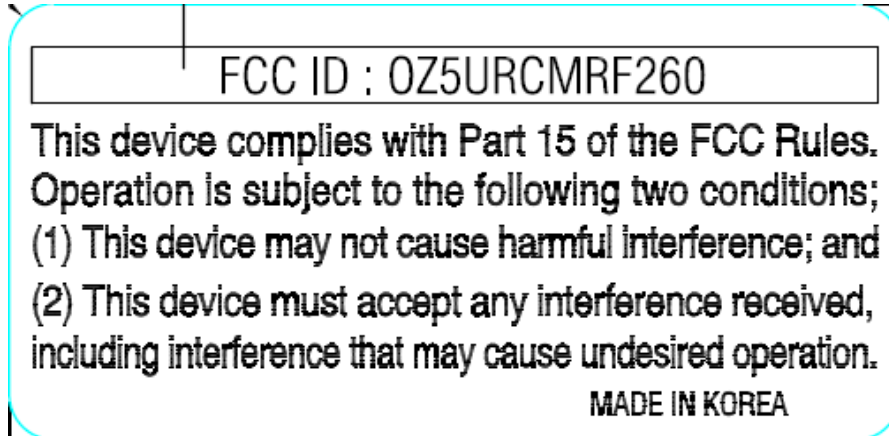 FCC ID : OZ5URCMRF260
This device complies with Part 15 of the FCC Rules.
Operation is subject to the following two conditions;
(1) This device may not cause harmful interference; and
(2) This device must accept any interference received,
including interference that may cause undesired operation.
MADE IN KOREA